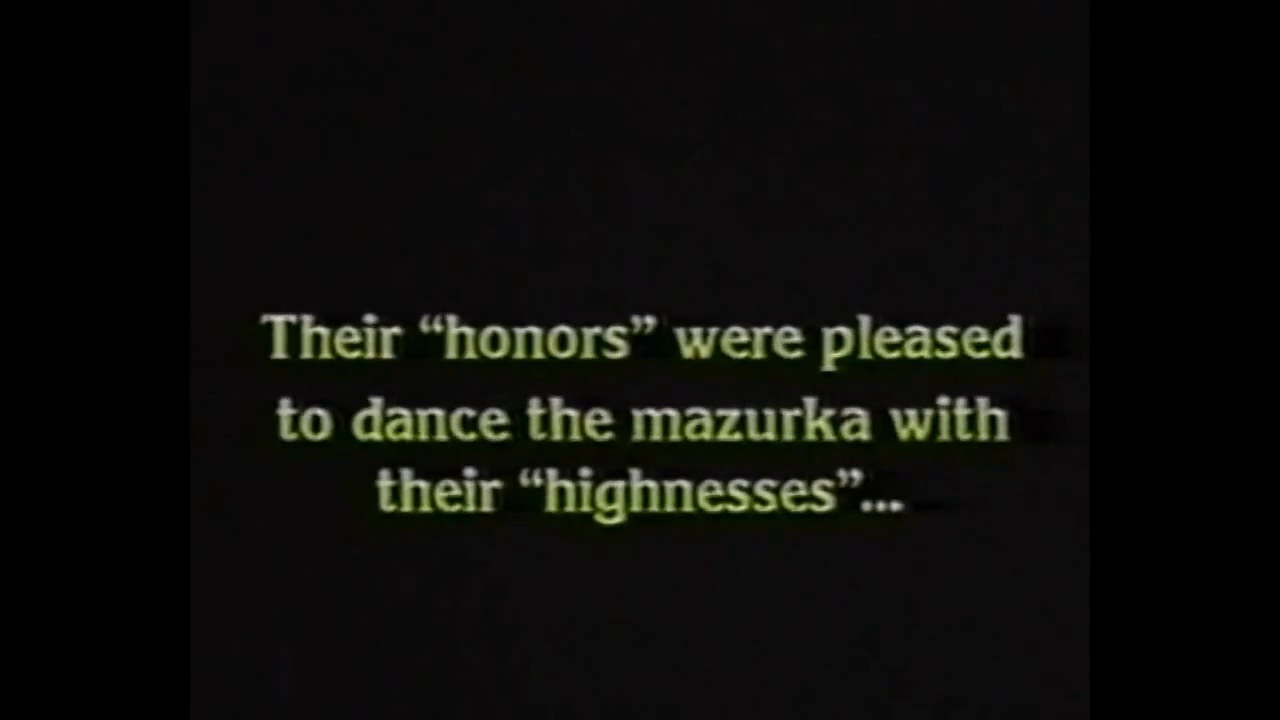 Their “honors” were pleased
to dance the mazurka with
their “highnesses”...